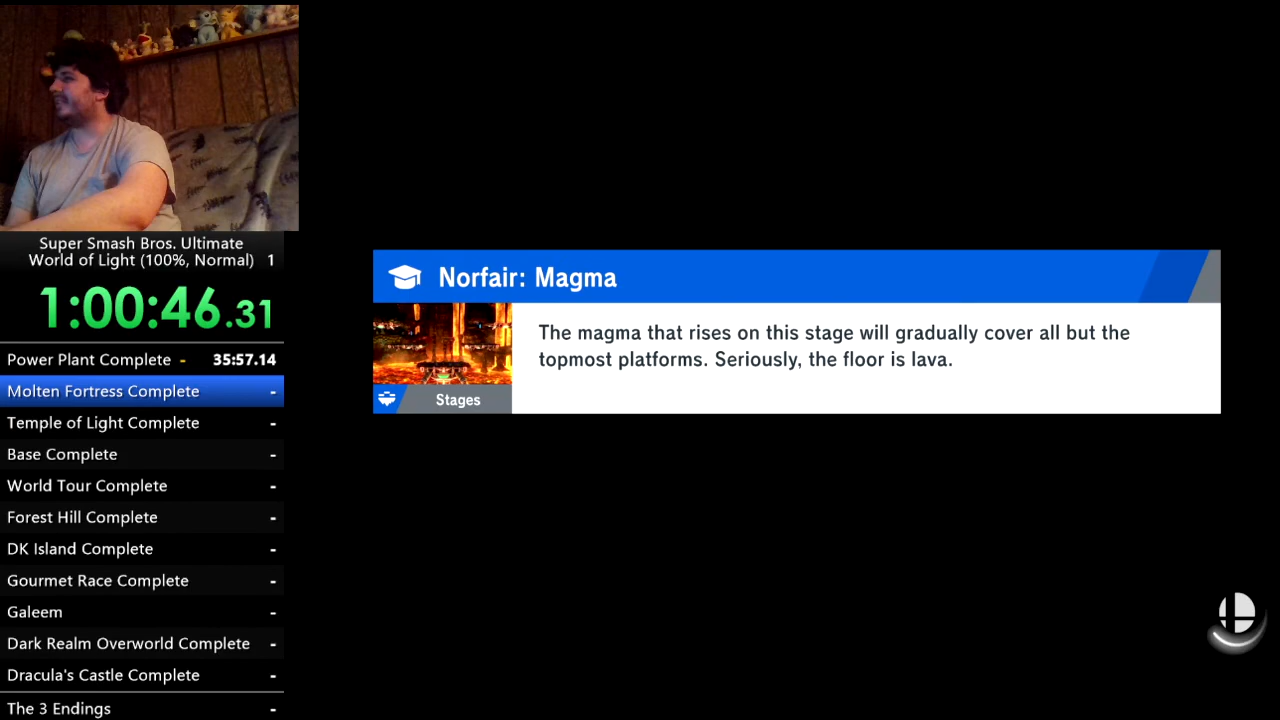 Super Smash Bros. Ultimate
World of Light (100%, Normal) 1
1:00:46.31
Power Plant Complete - 35:57.14
Molten Fortress Complete -
Temple of Light Complete -
Base Complete -
World Tour Complete -
Forest Hill Complete -
DK Island Complete -
Gourmet Race Complete -
Galeem -
Dark Realm Overworld Complete -
Dracula's Castle Complete -
The 3 Endings -
Norfair: Magma
The magma that rises on this stage will gradually cover all but the
topmost platforms. Seriously, the floor is lava.
Stages